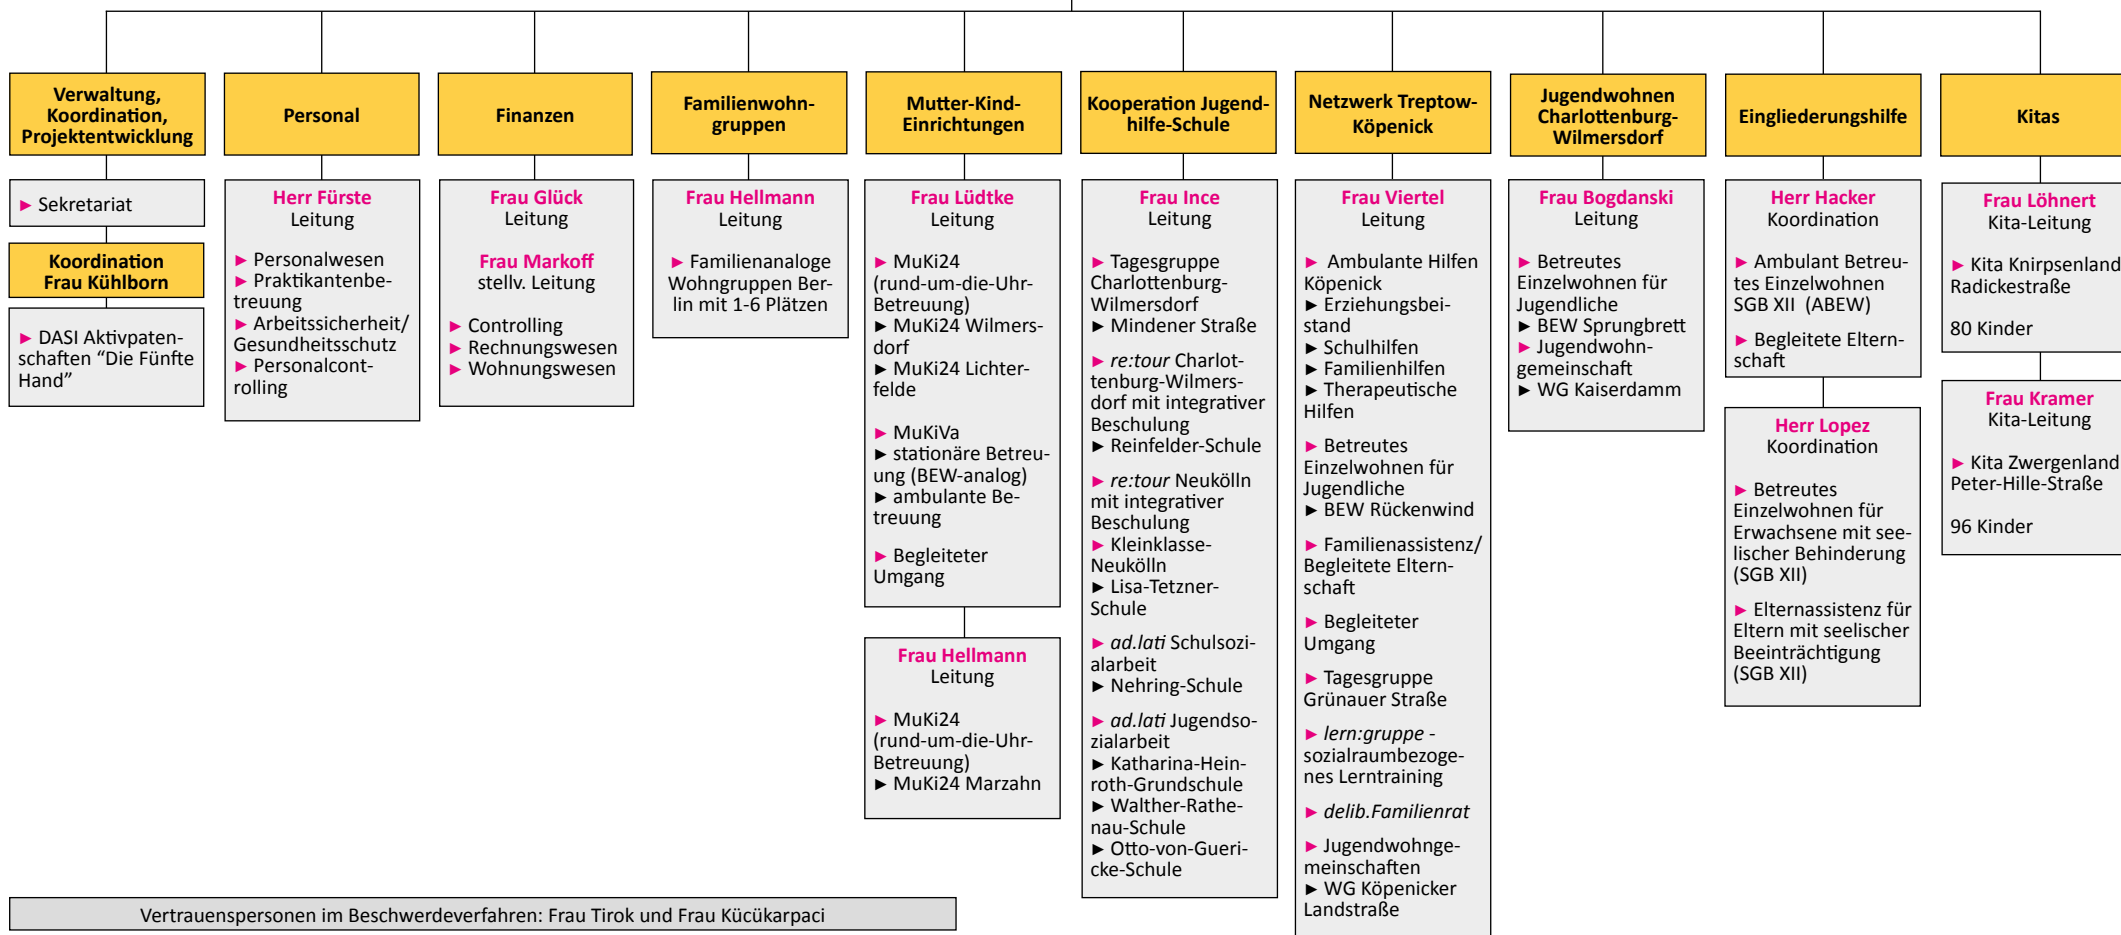 Verwaltung,
Koordination,
Projektentwicklung
► Sekretariat
Koordination
Frau Kühlborn
► DASI Aktivpaten-
schaften “Die Fünfte
Hand”
Personal
Herr Fürste
Leitung
► Personalwesen
► Praktikantenbe-
treuung
► Arbeitssicherheit/
Gesundheitsschutz
► Personalcont-
rolling
Finanzen
Frau Glück
Leitung
Frau Markoff
stellv. Leitung
► Controlling
► Rechnungswesen
► Wohnungswesen
Familienwohn-
gruppen
Frau Hellmann
Leitung
► Familienanaloge
Wohngruppen Ber-
lin mit 1-6 Plätzen
Mutter-Kind-
Einrichtungen
Frau Lüdtke
Leitung
► MuKi24
(rund-um-die-Uhr-
Betreuung)
► MuKi24 Wilmers-
dorf
► MuKi24 Lichter-
felde
► MuKiVa
► stationäre Betreu-
ung (BEW-analog)
► ambulante Be-
treuung
► Begleiteter
Umgang
Frau Hellmann
Leitung
► MuKi24
(rund-um-die-Uhr-
Betreuung)
► MuKi24 Marzahn
Kooperation Jugend-
hilfe-Schule
Frau Ince
Leitung
► Tagesgruppe
Charlottenburg-
Wilmersdorf
► Mindener Straße
► re:tour Charlot-
tenburg-Wilmers-
dorf mit integrativer
Beschulung
► Reinfelder-Schule
► re:tour Neukölln
mit integrativer
Beschulung
► Kleinklasse-
Neukölln
► Lisa-Tetzner-
Schule
► ad.lati Schulsozi-
alarbeit
► Nehring-Schule
► ad.lati Jugendso-
zialarbeit
► Katharina-Hein-
roth-Grundschule
► Walther-Rathe-
nau-Schule
► Otto-von-Gueri-
cke-Schule
Netzwerk Treptow-
Köpenick
Frau Viertel
Leitung
► Ambulante Hilfen
Köpenick
► Erziehungsbei-
stand
► Schulhilfen
► Familienhilfen
► Therapeutische
Hilfen
► Betreutes
Einzelwohnen für
Jugendliche
► BEW Rückenwind
► Familienassistenz/
Begleitete Eltern-
schaft
► Begleiteter
Umgang
► Tagesgruppe
Grünauer Straße
► lern:gruppe -
sozialraumbezoge-
nes Lerntraining
► delib.Familienrat
► Jugendwohnge-
meinschaften
► WG Köpenicker
Landstraße
Jugendwohnen
Charlottenburg-
Wilmersdorf
Frau Bogdanski
Leitung
► Betreutes
Einzelwohnen für
Jugendliche
► BEW Sprungbrett
► Jugendwohn-
gemeinschaft
► WG Kaiserdamm
Eingliederungshilfe
Herr Hacker
Koordination
► Ambulant Betreu-
tes Einzelwohnen
SGB XII (ABEW)
► Begleitete Eltern-
schaft
Herr Lopez
Koordination
► Betreutes
Einzelwohnen für
Erwachsene mit see-
lischer Behinderung
(SGB XII)
► Elternassistenz für
Eltern mit seelischer
Beeinträchtigung
(SGB XII)
Kitas
Frau Löhnert
Kita-Leitung
► Kita Knirpsenland
Radickestraße
80 Kinder
Frau Kramer
Kita-Leitung
► Kita Zwergenland
Peter-Hille-Straße
96 Kinder
Vertrauenspersonen im Beschwerdeverfahren: Frau Tirok und Frau Kücükarpaci